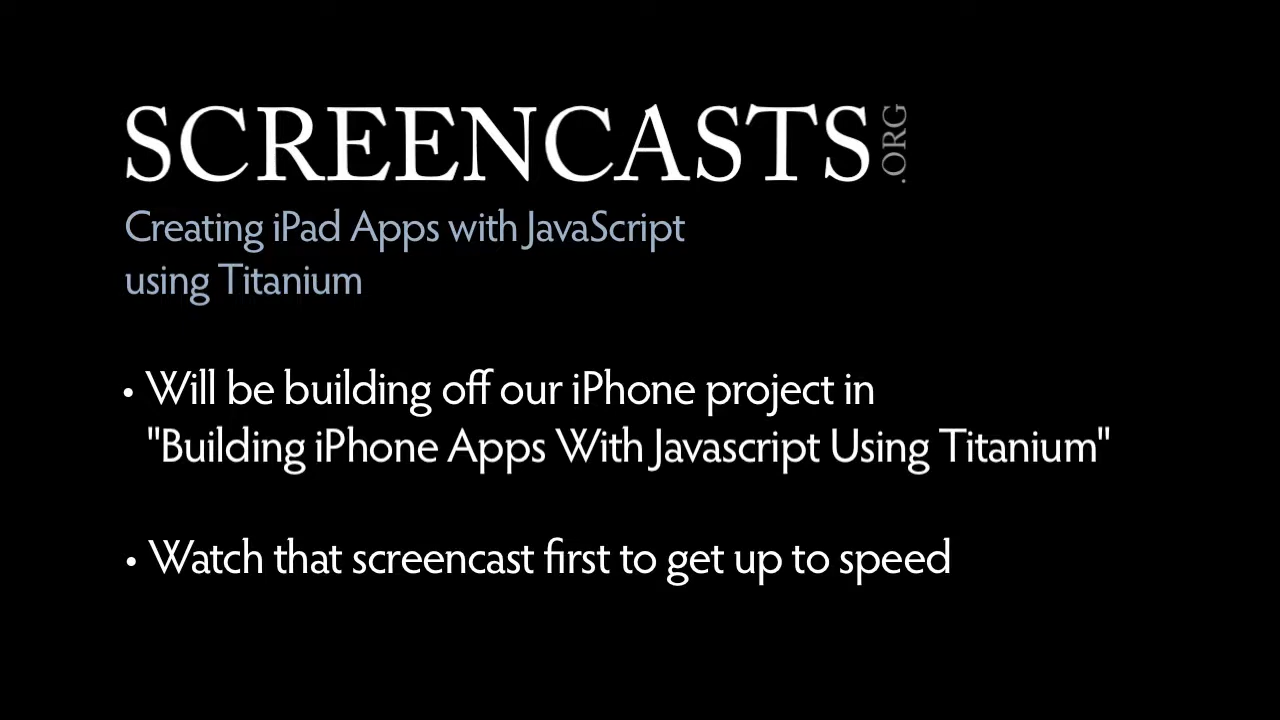 SCREENCASTS.ORG
Creating iPad Apps with JavaScript
using Titanium
• Will be building off our iPhone project in
"Building iPhone Apps With Javascript Using Titanium"
• Watch that screencast first to get up to speed